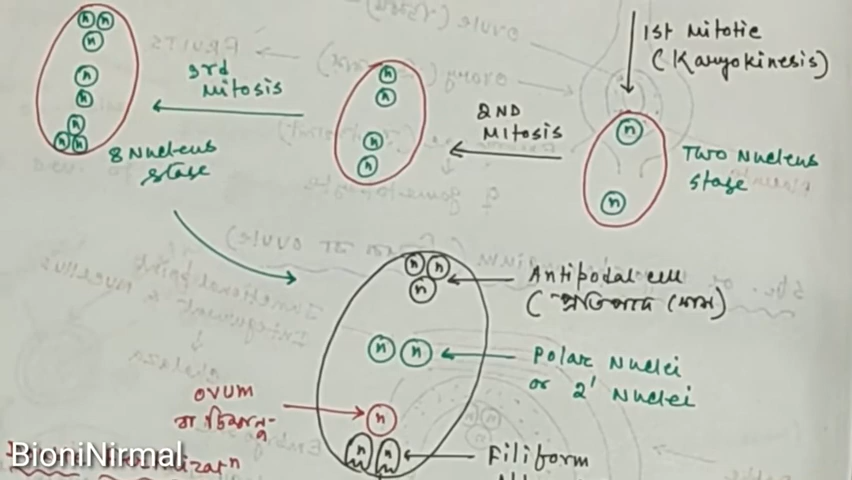 1st Mitotic
(Karyokinesis)
n n
n
n
n
n
n n
3rd
Mitosis
8 Nucleus
stage
n
n
n
n
2ND
Mitosis
n
n
Two Nucleus
stage
n n
n
Antipodal cell
n n
Polar Nuclei
or 2' Nuclei
OVUM
বা ডিম্বাণু
n
n n
Filiform
BioniNirmal